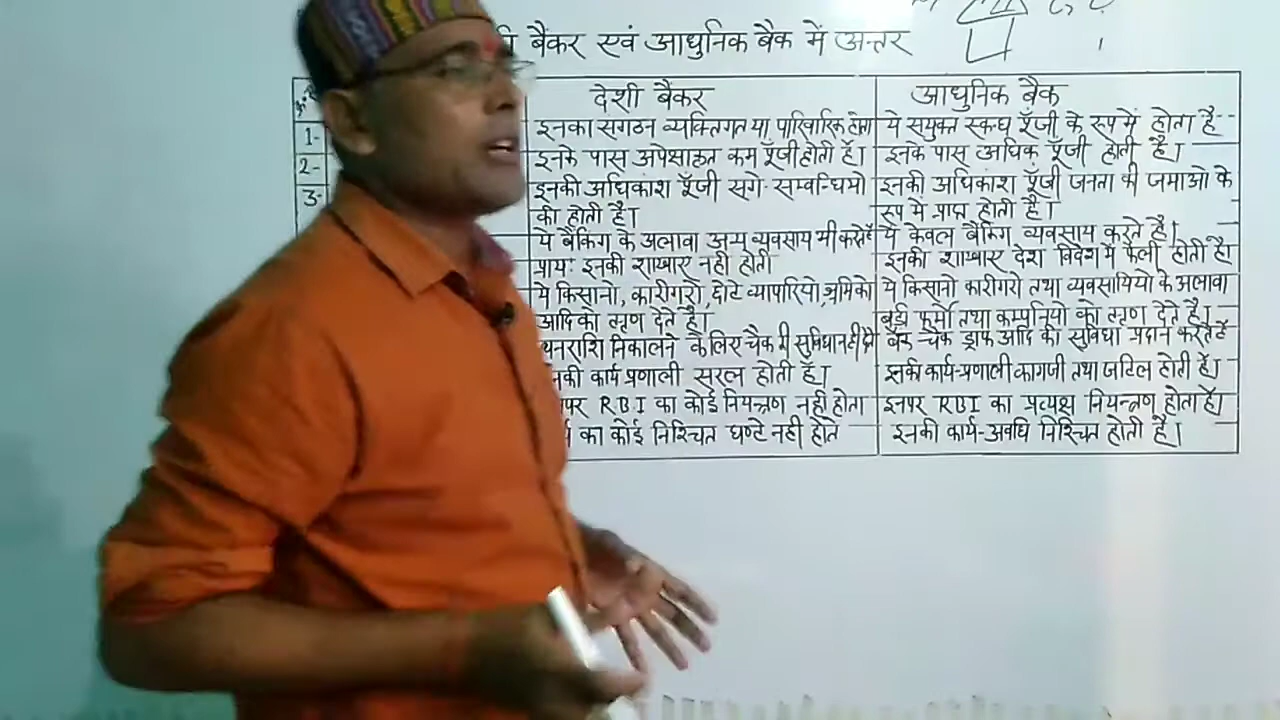 बैंकर एवं आधुनिक बैंक में अन्तर
देशी बैंकर आधुनिक बैंक
1- इनका संगठन व्यक्तिगत या पारिवारिक होता ये संयुक्त स्कन्ध पूँजी के रूप में होता है
2- इनके पास अपेक्षाकृत कम पूँजी होती है। इनके पास अधिक पूँजी होती है।
3- इनकी अधिकांश पूँजी सगे-सम्बन्धियो इनकी अधिकांश पूँजी जनता की जमाओ के
की होती है। रूप में प्राप्त होती है।
ये बैंकिंग के अलावा अन्य व्यवसाय भी करते हैं ये केवल बैंकिंग व्यवसाय करते है।
प्रायः इनकी शाखाए नही होती इनकी शाखाए देश विदेश में फैली होती है।
ये किसानो, कारीगरो, छोटे व्यापारियो, श्रमिको ये किसानो कारीगरो तथा व्यवसायियो के अलावा
आदि को ऋण देते है। फर्मो तथा कम्पनियो को ऋण देते है।
धनराशि निकालने के लिए चैक की सुविधा नही बैंक चैक ड्राफ्ट आदि की सुविधा प्रदान करते हैं
नकी कार्य प्रणाली सरल होती है। इनकी कार्य-प्रणाली कागजी तथा जटिल होती है।
नपर RBI का कोई नियन्त्रण नही होता इनपर RBI का प्रत्यक्ष नियन्त्रण होता है।
का कोई निश्चित घण्टे नही होते इनकी कार्य-अवधि निश्चित होती है।